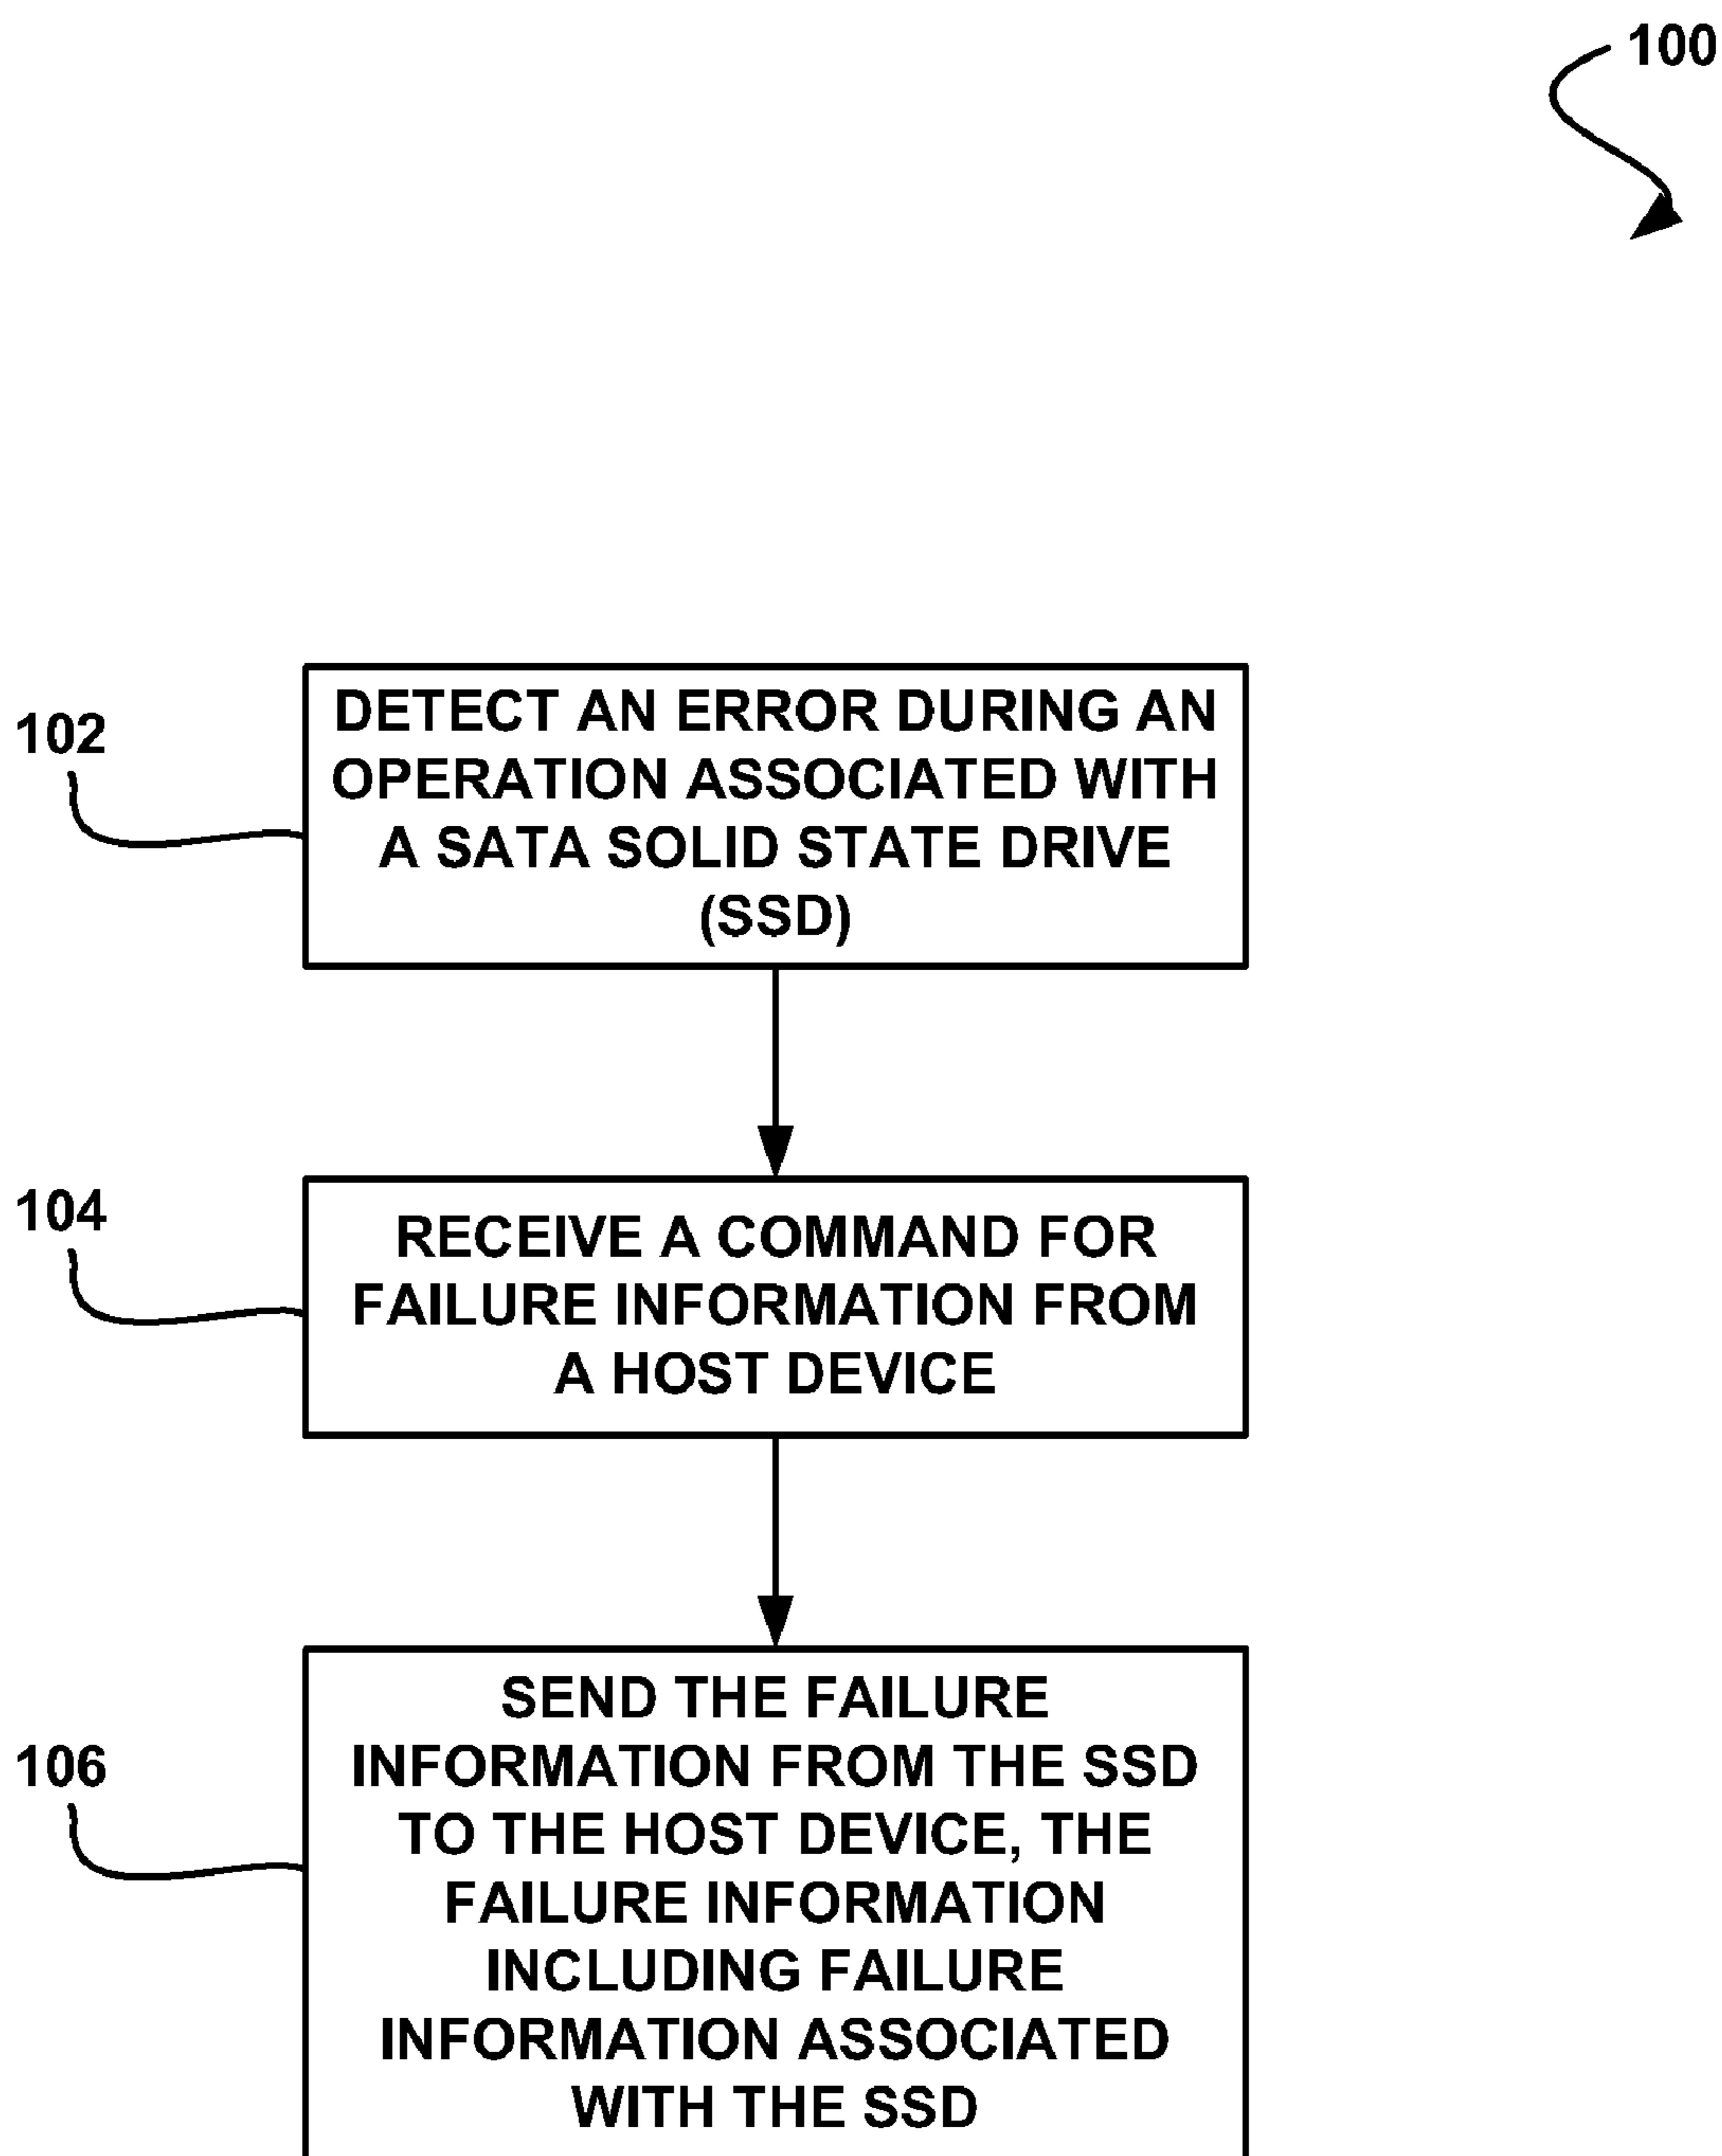 100
102
DETECT AN ERROR DURING AN
OPERATION ASSOCIATED WITH
A SATA SOLID STATE DRIVE
(SSD)
104
RECEIVE A COMMAND FOR
FAILURE INFORMATION FROM
A HOST DEVICE
106
SEND THE FAILURE
INFORMATION FROM THE SSD
TO THE HOST DEVICE, THE
FAILURE INFORMATION
INCLUDING FAILURE
INFORMATION ASSOCIATED
WITH THE SSD